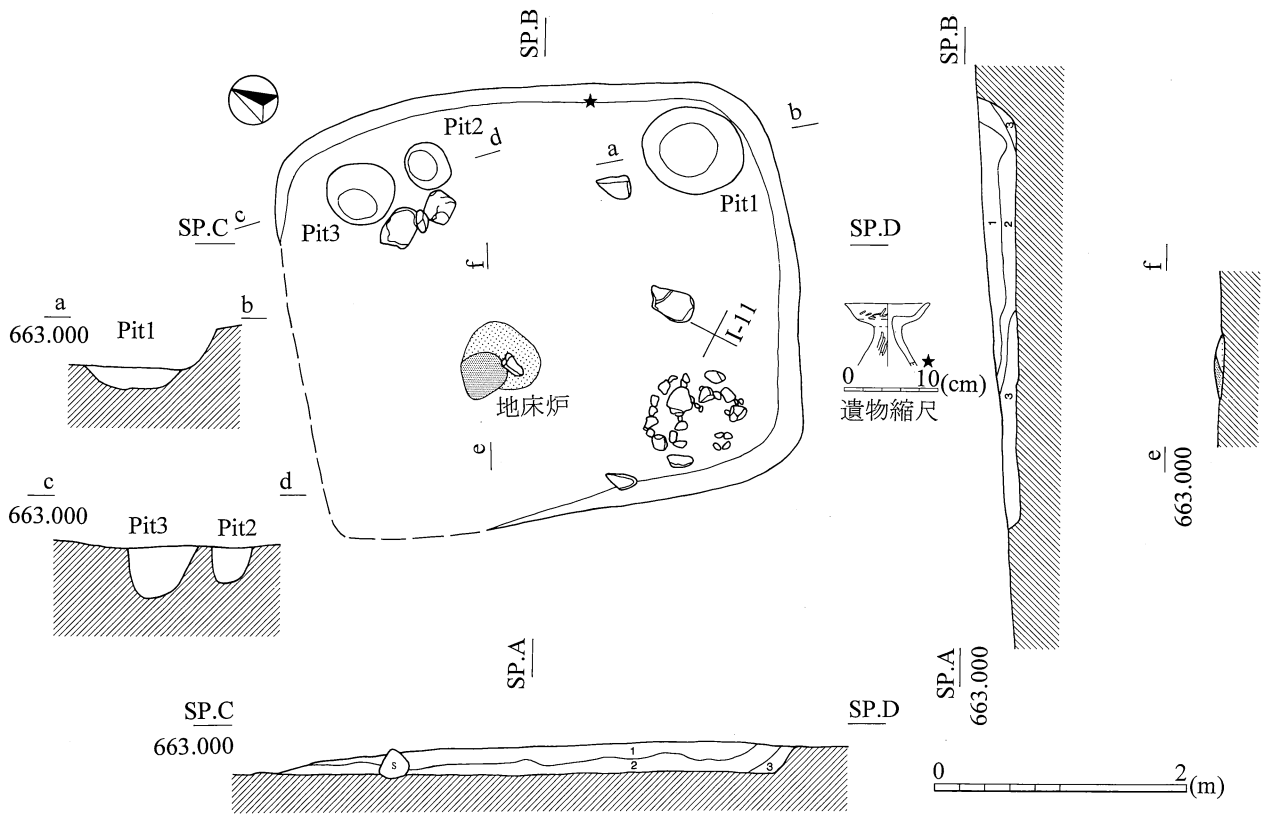 SP.B
SP.B
b
Pit2
d
a
Pit1
c
SP.C
Pit3
SP.D
f
f
I-11
a
b
663.000
Pit1
地床炉
0 10(cm)
遺物縮尺
e
e
663.000
c
d
663.000
Pit3
Pit2
1
2
3
3
SP.A
SP.A
663.000
SP.C
SP.D
663.000
1
2
3
S
0 2(m)